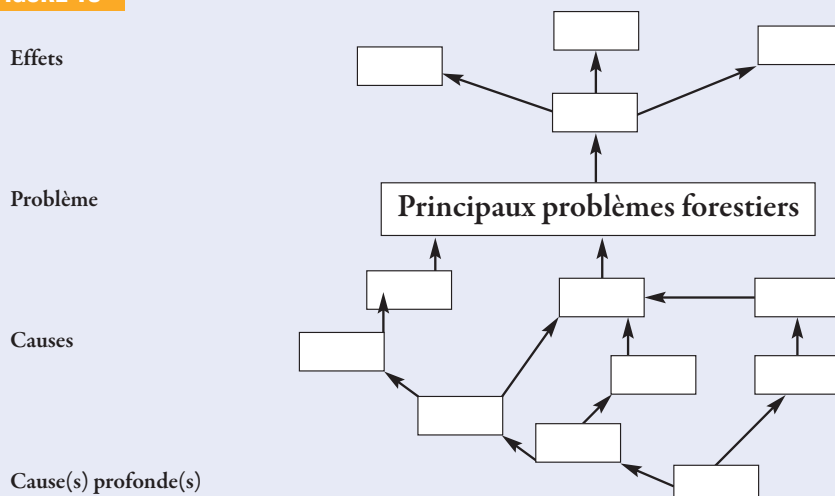 Effets
Problème
Principaux problèmes forestiers
Causes
Cause(s) profonde(s)